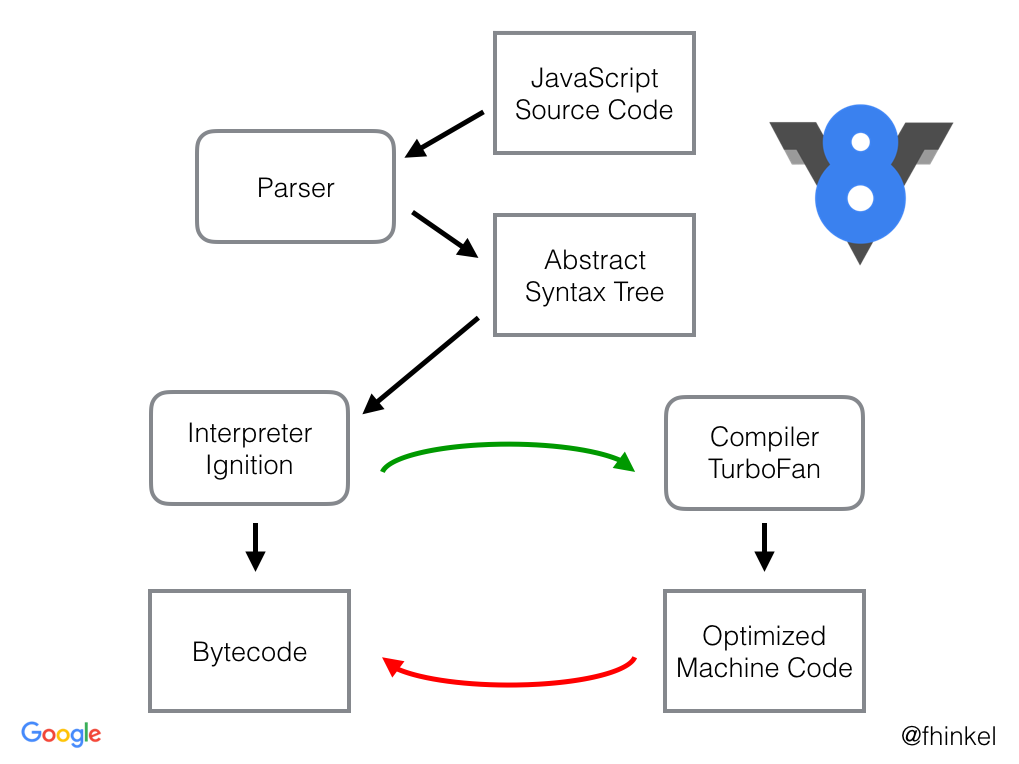 JavaScript
Source Code
Parser
Abstract
Syntax Tree
Interpreter
Ignition
Compiler
TurboFan
Bytecode
Optimized
Machine Code
Google
@fhinkel